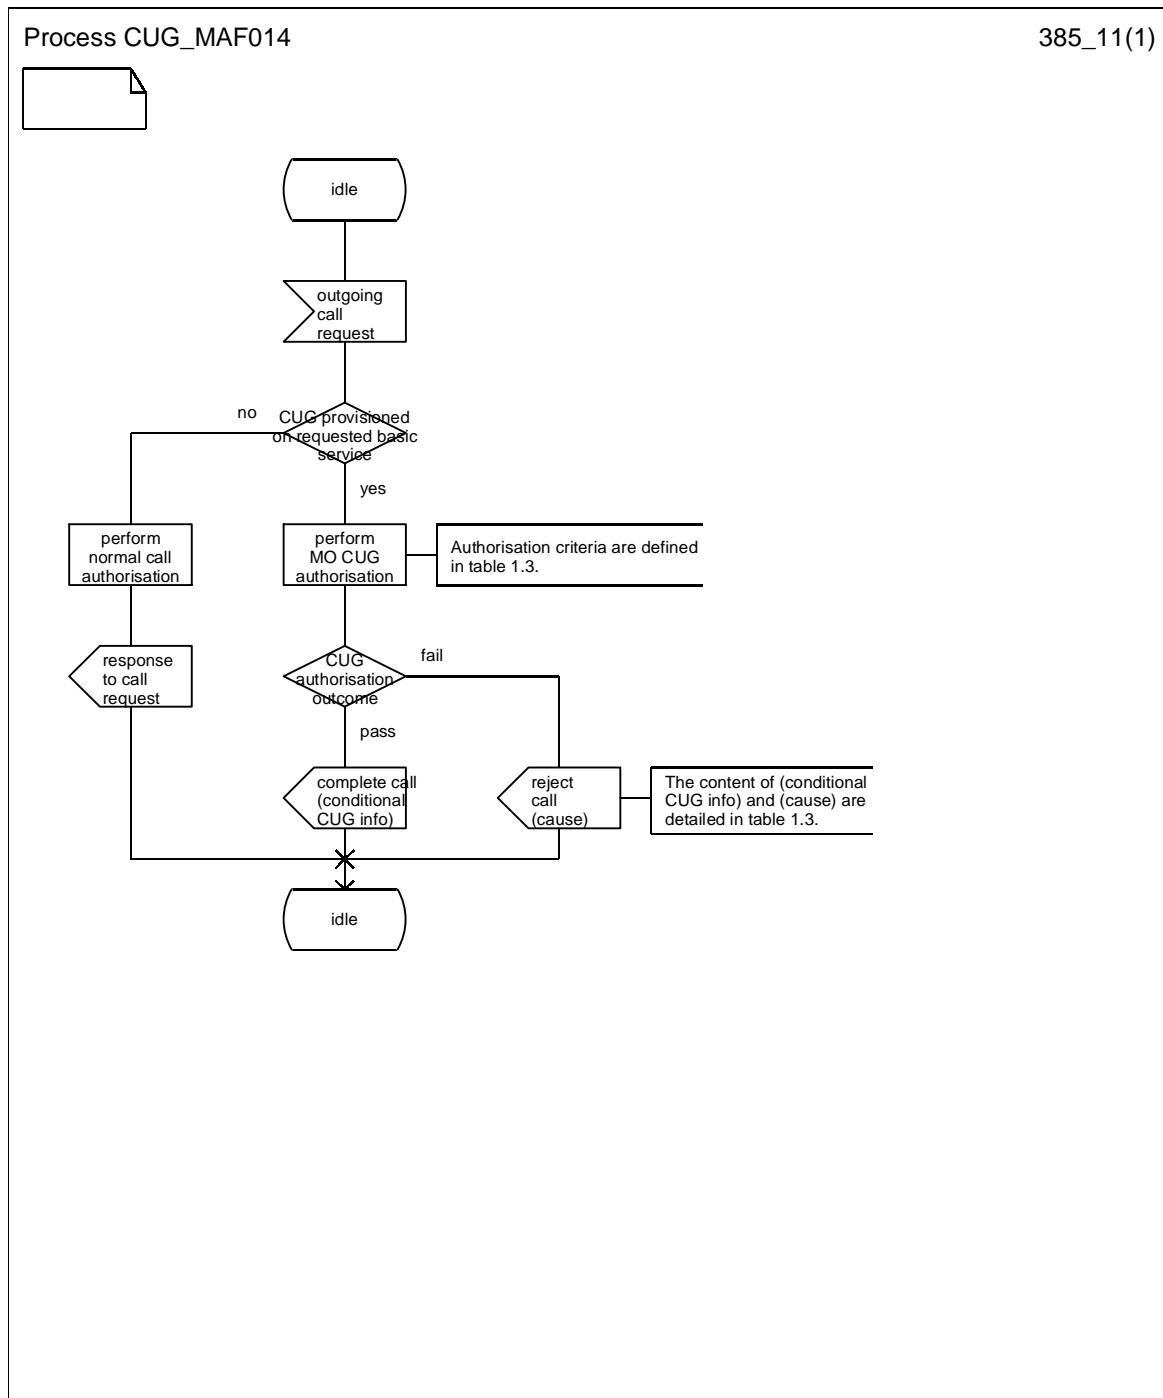 Process CUG_MAF014
385_11(1)
idle
outgoing
call
request
no
CUG provisioned
on requested basic
service
yes
perform
normal call
authorisation
perform
MO CUG
authorisation
Authorisation criteria are defined
in table 1.3.
response
to call
request
CUG
authorisation
outcome
fail
pass
complete call
(conditional
CUG info)
reject
call
(cause)
The content of (conditional
CUG info) and (cause) are
detailed in table 1.3.
idle